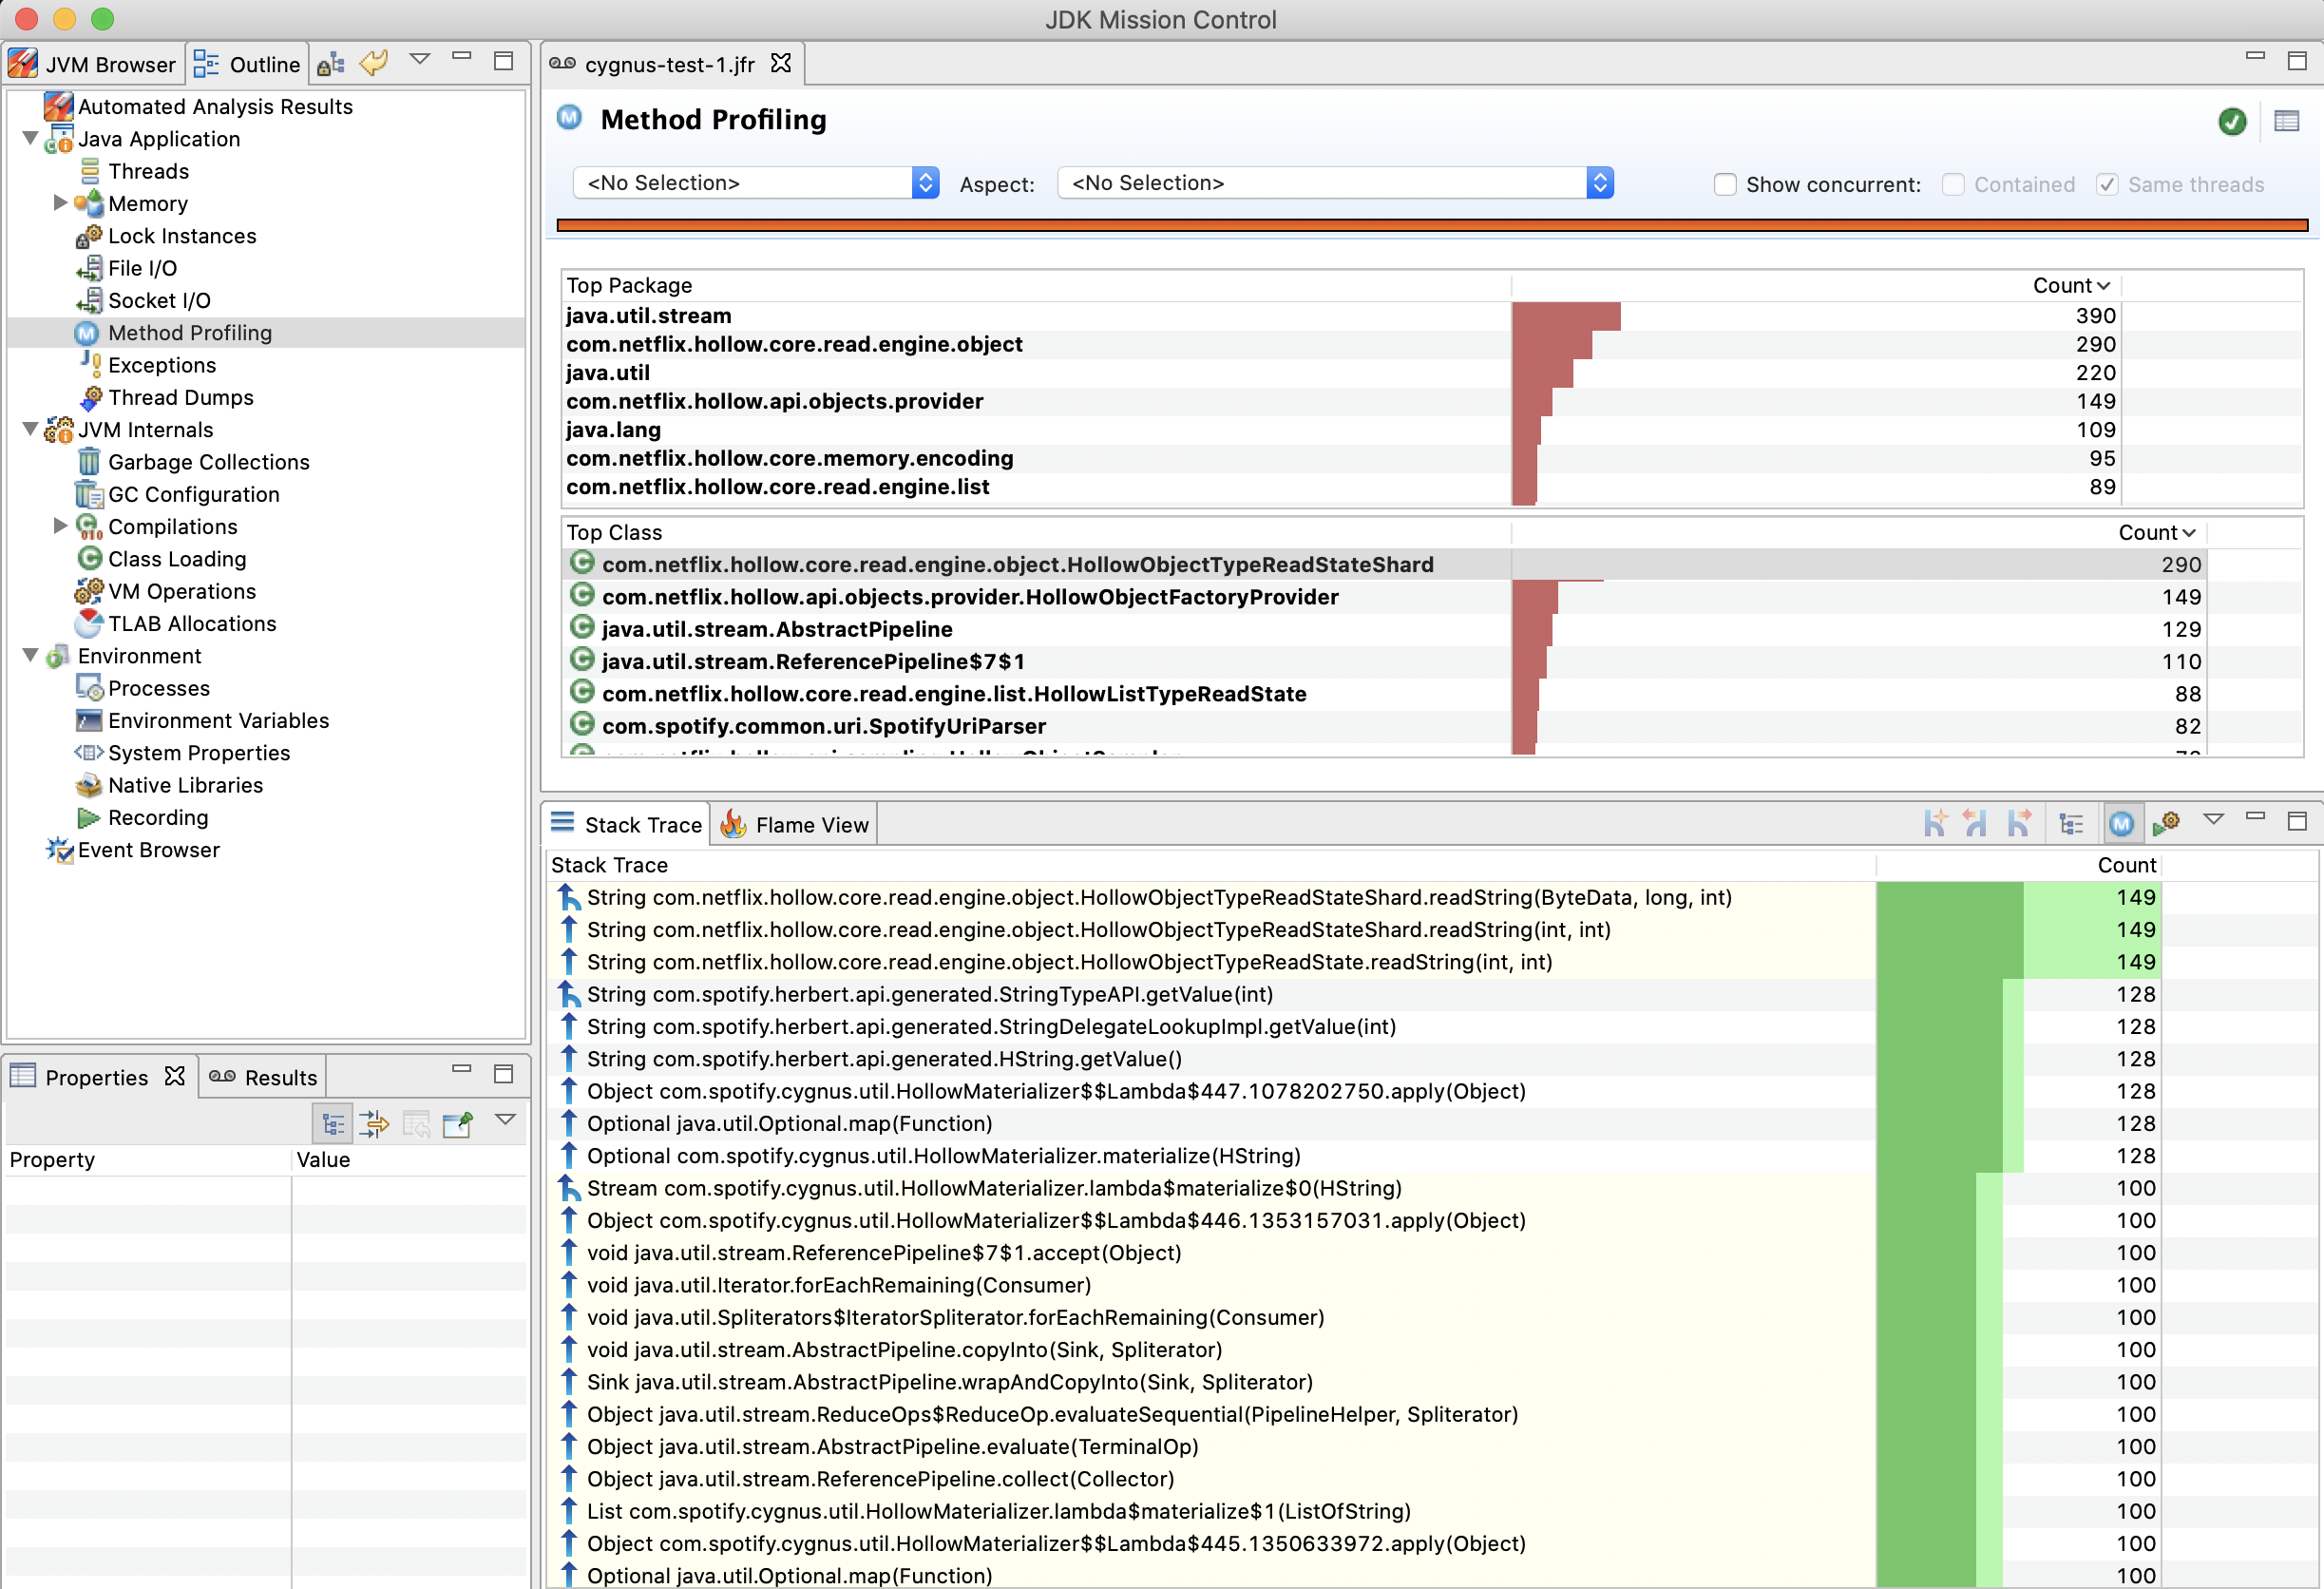 JDK Mission Control
JVM Browser
Outline
Automated Analysis Results
Java Application
Threads
Memory
Lock Instances
File I/O
Socket I/O
Method Profiling
Exceptions
Thread Dumps
JVM Internals
Garbage Collections
GC Configuration
Compilations
Class Loading
VM Operations
TLAB Allocations
Environment
Processes
Environment Variables
System Properties
Native Libraries
Recording
Event Browser
Properties
Results
Property Value
cygnus-test-1.jfr
Method Profiling
<No Selection> Aspect: <No Selection> Show concurrent: Contained Same threads
Top Package Count
java.util.stream 390
com.netflix.hollow.core.read.engine.object 290
java.util 220
com.netflix.hollow.api.objects.provider 149
java.lang 109
com.netflix.hollow.core.memory.encoding 95
com.netflix.hollow.core.read.engine.list 89
Top Class Count
com.netflix.hollow.core.read.engine.object.HollowObjectTypeReadStateShard 290
com.netflix.hollow.api.objects.provider.HollowObjectFactoryProvider 149
java.util.stream.AbstractPipeline 129
java.util.stream.ReferencePipeline$7$1 110
com.netflix.hollow.core.read.engine.list.HollowListTypeReadState 88
com.spotify.common.uri.SpotifyUriParser 82
Stack Trace
Flame View
Stack Trace Count
String com.netflix.hollow.core.read.engine.object.HollowObjectTypeReadStateShard.readString(ByteData, long, int) 149
String com.netflix.hollow.core.read.engine.object.HollowObjectTypeReadStateShard.readString(int, int) 149
String com.netflix.hollow.core.read.engine.object.HollowObjectTypeReadState.readString(int, int) 149
String com.spotify.herbert.api.generated.StringTypeAPI.getValue(int) 128
String com.spotify.herbert.api.generated.StringDelegateLookupImpl.getValue(int) 128
String com.spotify.herbert.api.generated.HString.getValue() 128
Object com.spotify.cygnus.util.HollowMaterializer$$Lambda$447.1078202750.apply(Object) 128
Optional java.util.Optional.map(Function) 128
Optional com.spotify.cygnus.util.HollowMaterializer.materialize(HString) 128
Stream com.spotify.cygnus.util.HollowMaterializer.lambda$materialize$0(HString) 100
Object com.spotify.cygnus.util.HollowMaterializer$$Lambda$446.1353157031.apply(Object) 100
void java.util.stream.ReferencePipeline$7$1.accept(Object) 100
void java.util.Iterator.forEachRemaining(Consumer) 100
void java.util.Spliterators$IteratorSpliterator.forEachRemaining(Consumer) 100
void java.util.stream.AbstractPipeline.copyInto(Sink, Spliterator) 100
Sink java.util.stream.AbstractPipeline.wrapAndCopyInto(Sink, Spliterator) 100
Object java.util.stream.ReduceOps$ReduceOp.evaluateSequential(PipelineHelper, Spliterator) 100
Object java.util.stream.AbstractPipeline.evaluate(TerminalOp) 100
Object java.util.stream.ReferencePipeline.collect(Collector) 100
List com.spotify.cygnus.util.HollowMaterializer.lambda$materialize$1(ListOfString) 100
Object com.spotify.cygnus.util.HollowMaterializer$$Lambda$445.1350633972.apply(Object) 100
Optional java.util.Optional.map(Function) 100